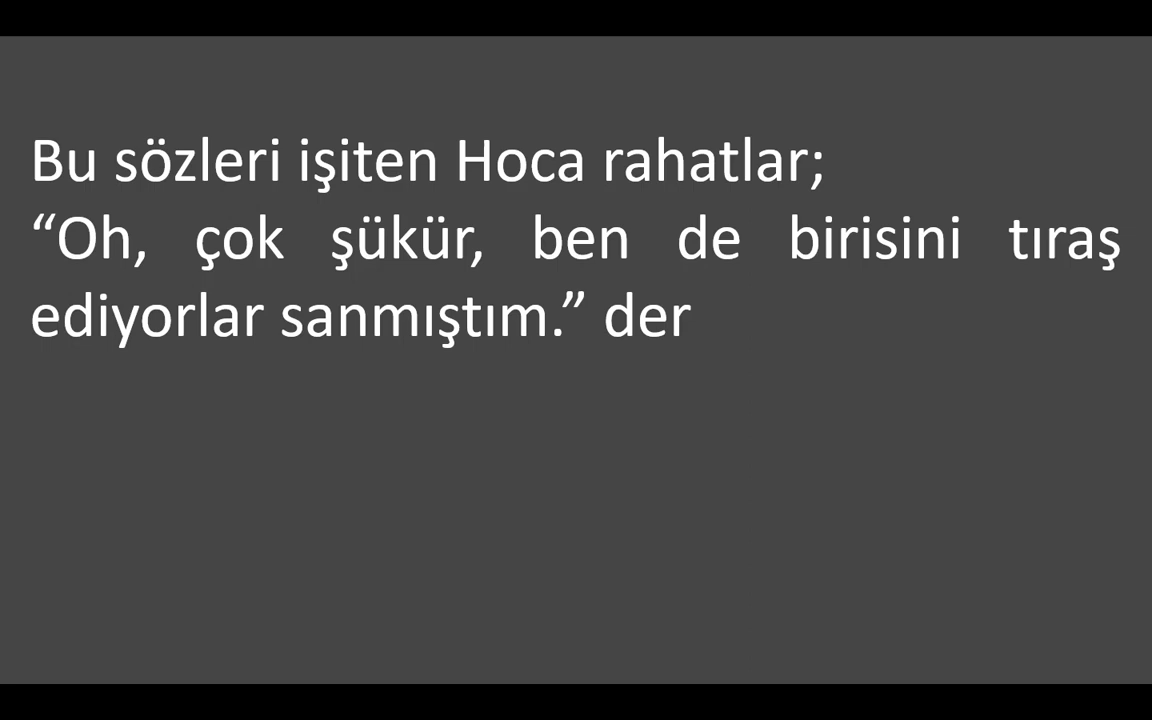 Bu sözleri işiten Hoca rahatlar;
“Oh, çok şükür, ben de birisini tıraş
ediyorlar sanmıştım.” der